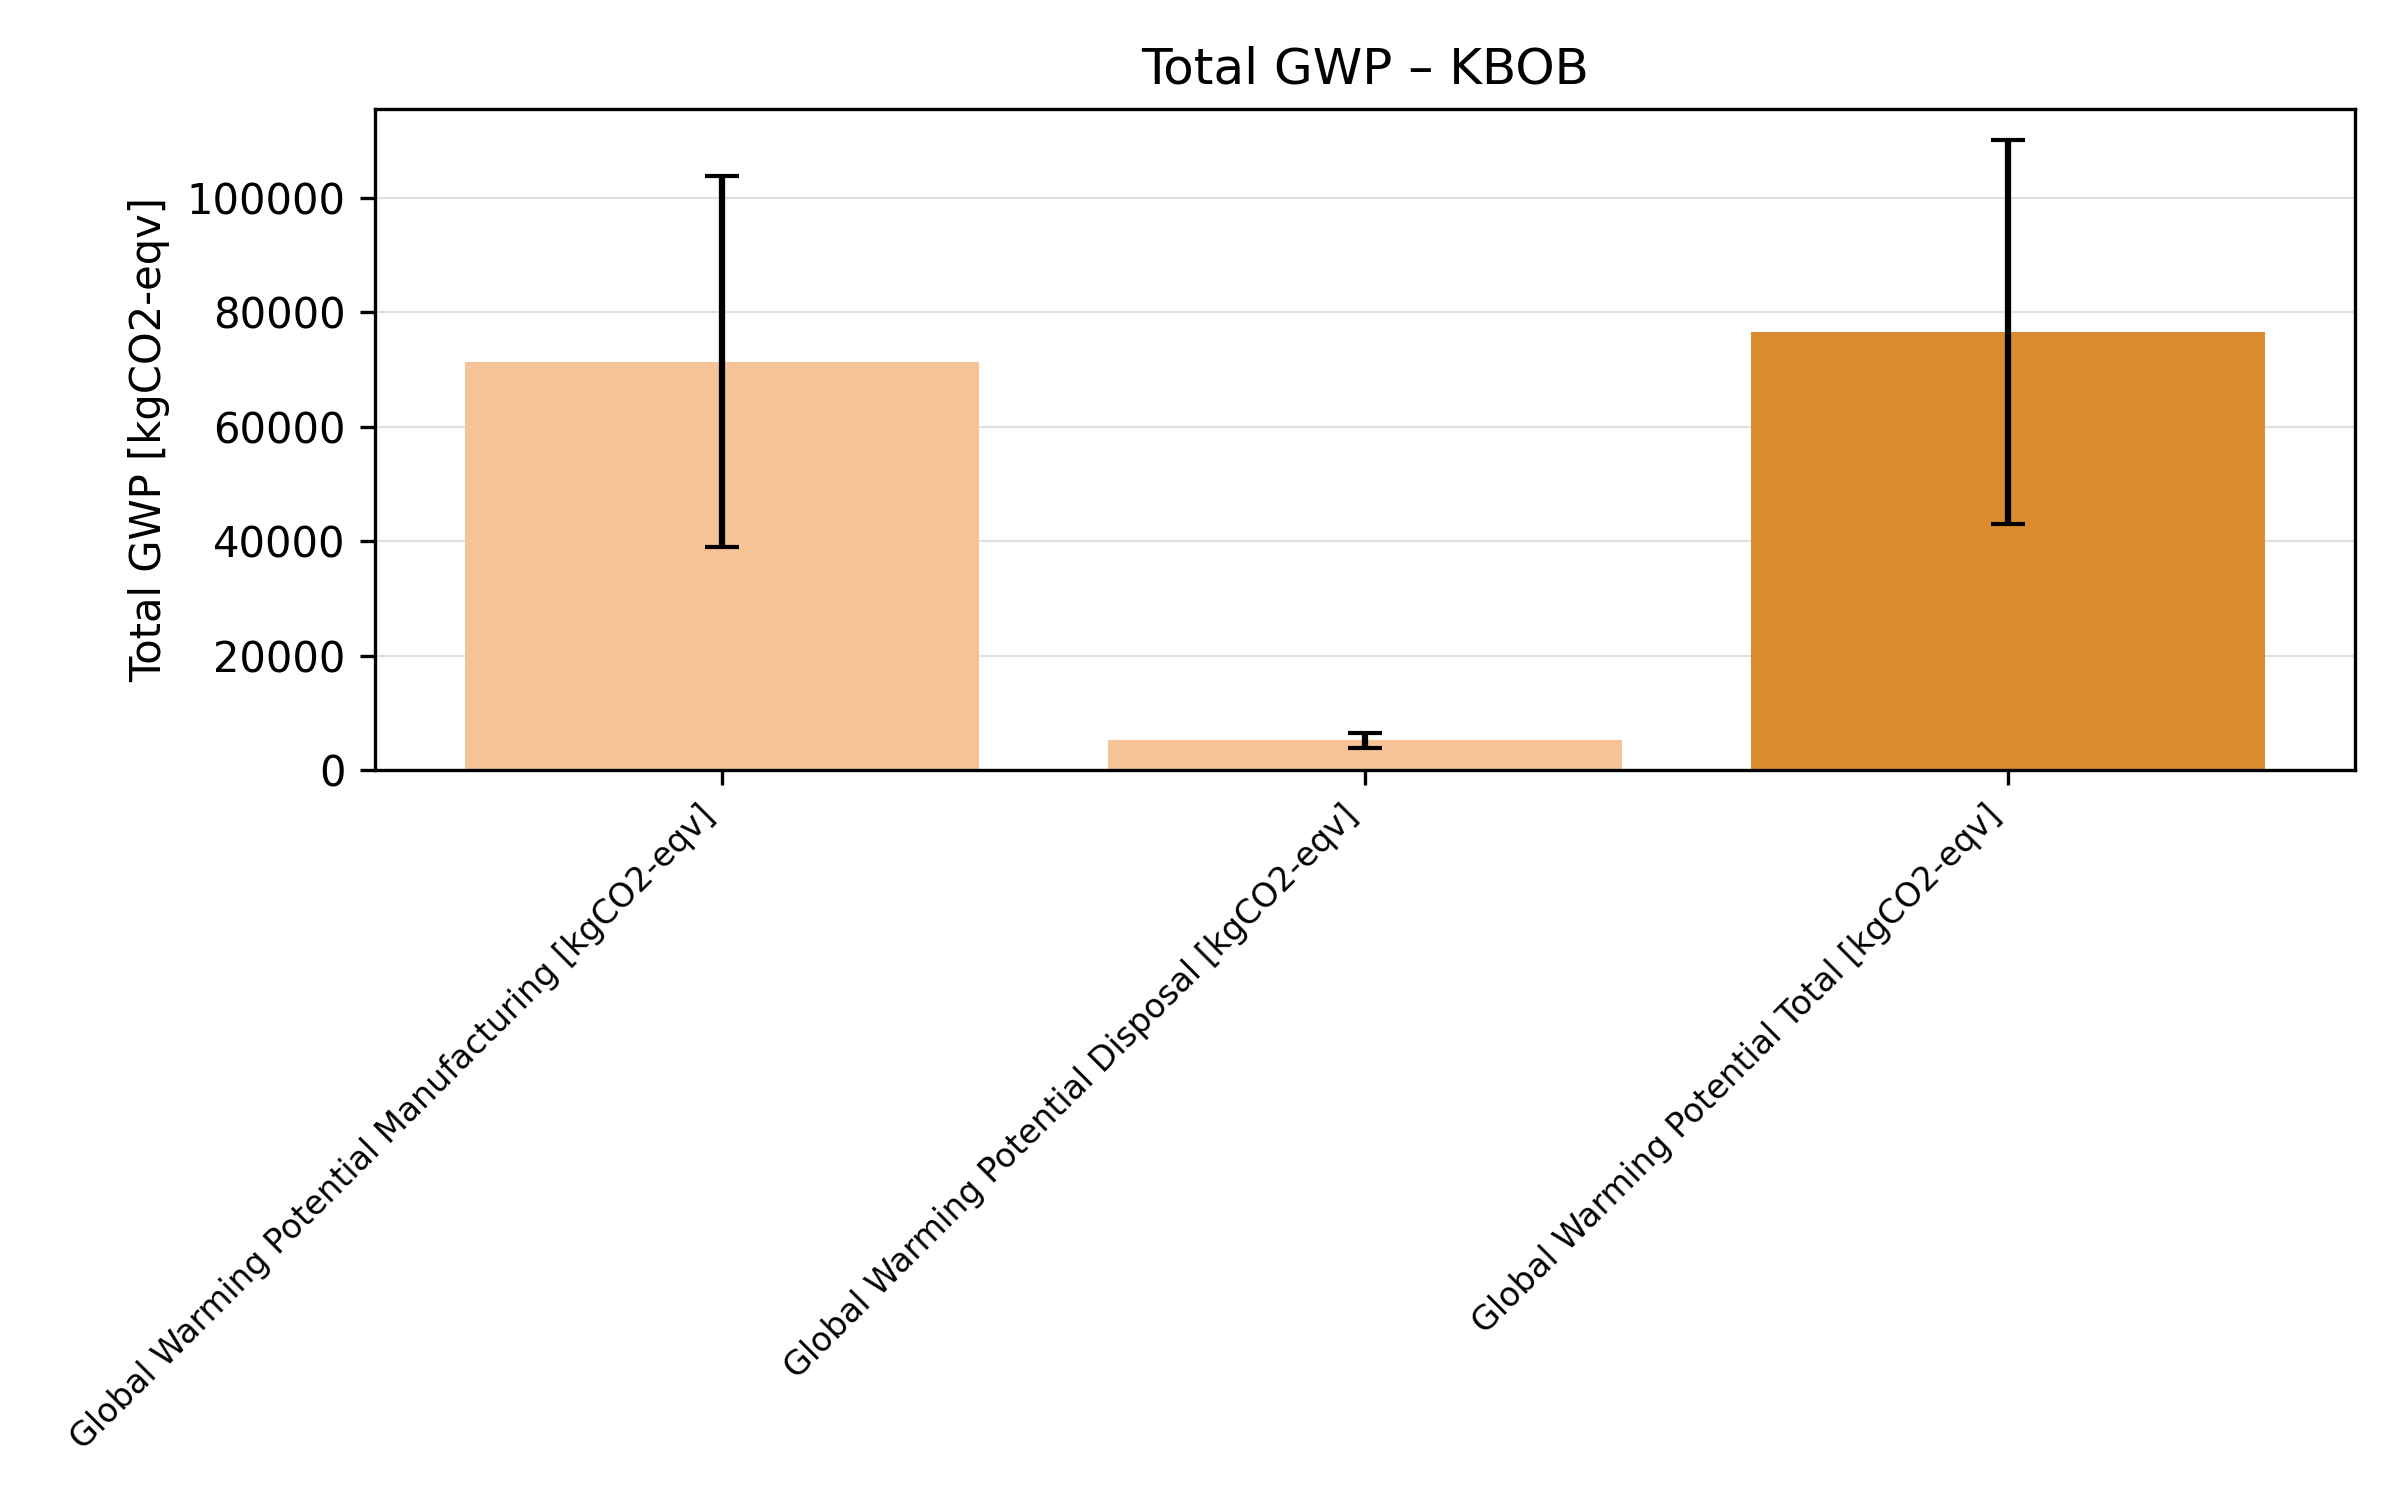 Total GWP – KBOB
Total GWP [kgCO2-eqv]
100000
80000
60000
40000
20000
0
Global Warming Potential Manufacturing [kgCO2-eqv]
Global Warming Potential Disposal [kgCO2-eqv]
Global Warming Potential Total [kgCO2-eqv]